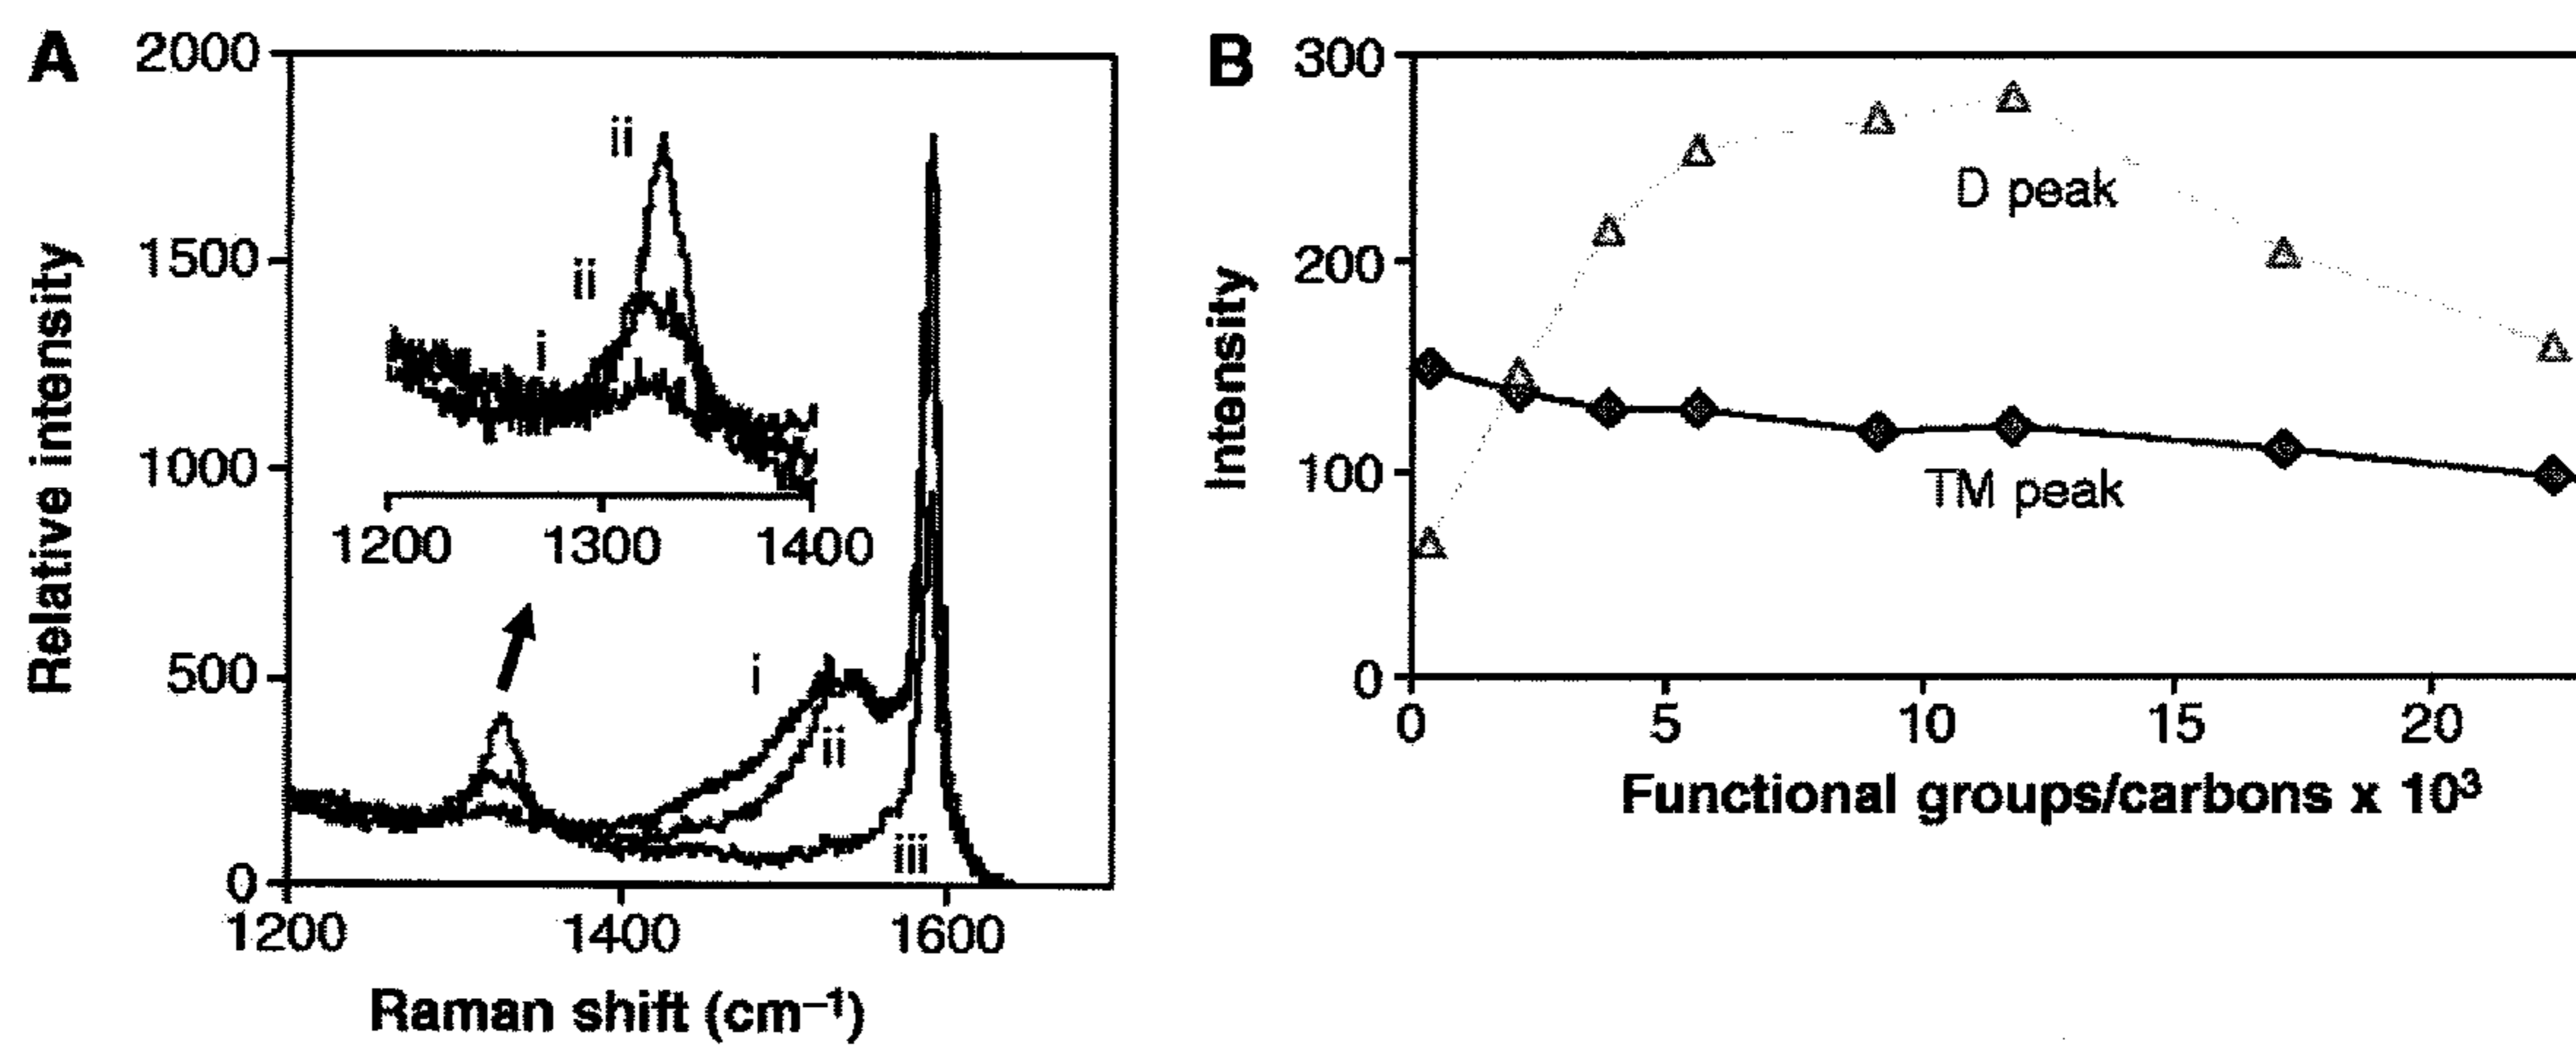 A
2000
1500
1000
500
0
Relative intensity
ii
ii
i
1200 1300 1400
i
ii
iii
1200 1400 1600
Raman shift (cm–1)
B
300
200
100
0
Intensity
D peak
TM peak
0 5 10 15 20
Functional groups/carbons x 10³